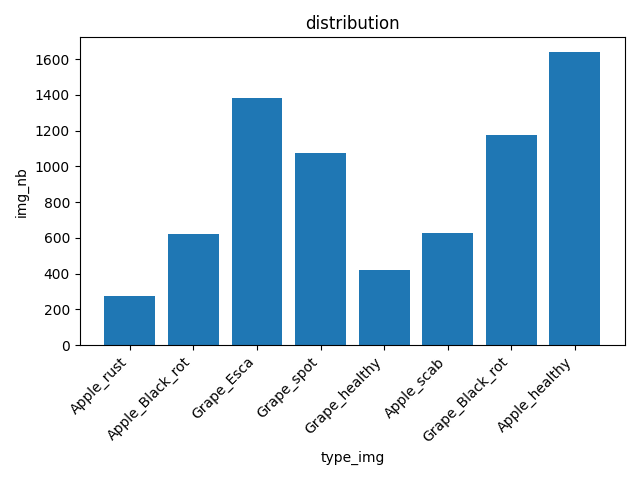 distribution
img_nb
1600
1400
1200
1000
800
600
400
200
0
Apple_rust
Apple_Black_rot
Grape_Esca
Grape_spot
Grape_healthy
Apple_scab
Grape_Black_rot
Apple_healthy
type_img